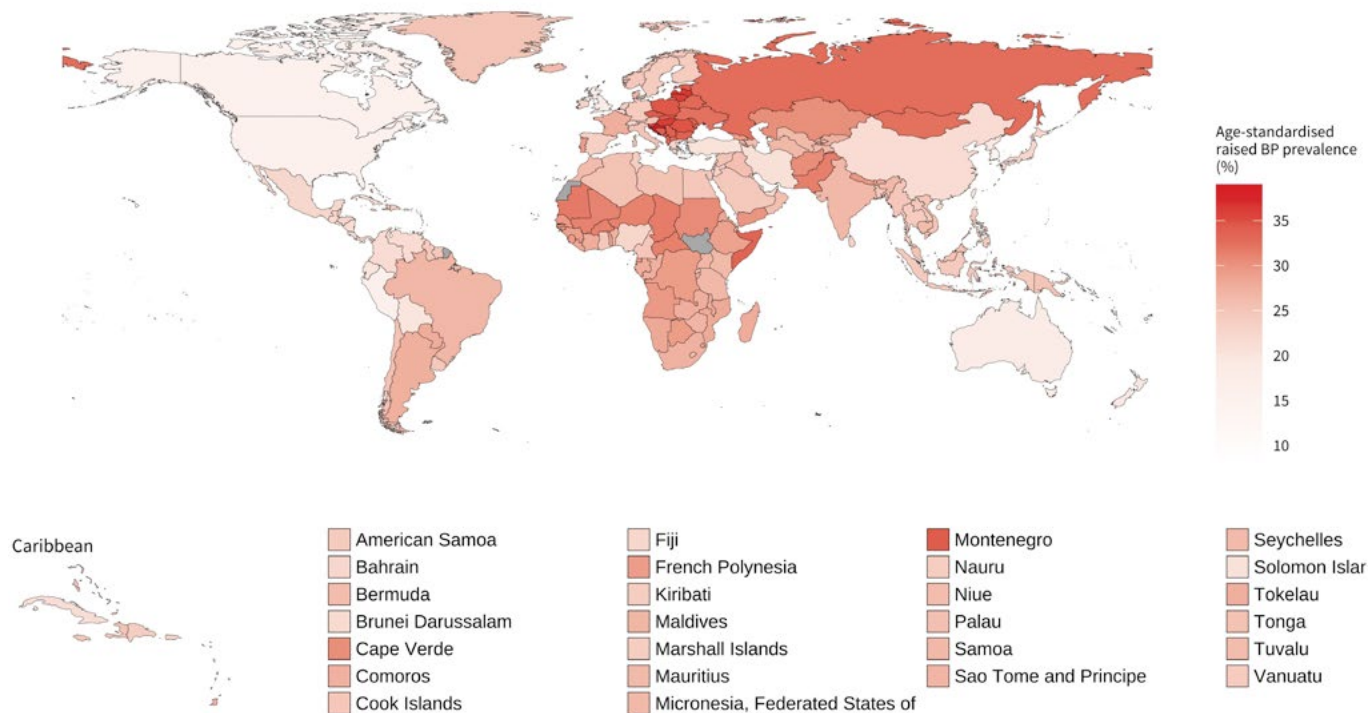 Age-standardised
raised BP prevalence
(%)
35
30
25
20
15
10
Caribbean
American Samoa
Bahrain
Bermuda
Brunei Darussalam
Cape Verde
Comoros
Cook Islands
Fiji
French Polynesia
Kiribati
Maldives
Marshall Islands
Mauritius
Micronesia, Federated States of
Montenegro
Nauru
Niue
Palau
Samoa
Sao Tome and Principe
Seychelles
Solomon Islar
Tokelau
Tonga
Tuvalu
Vanuatu